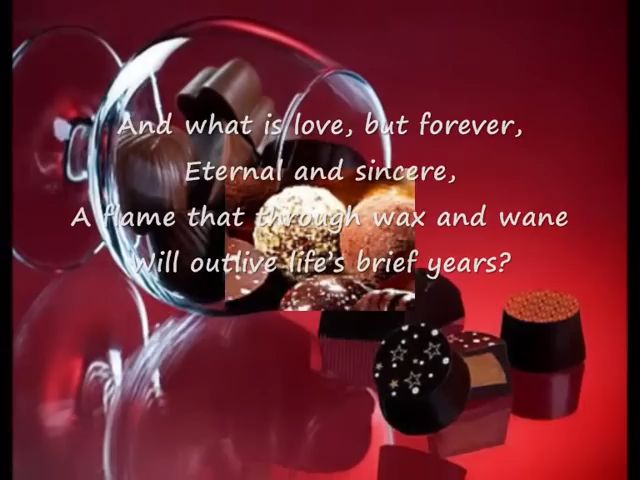 And what is love, but forever,
Eternal and sincere,
A flame that through wax and wane
Will outlive life's brief years?